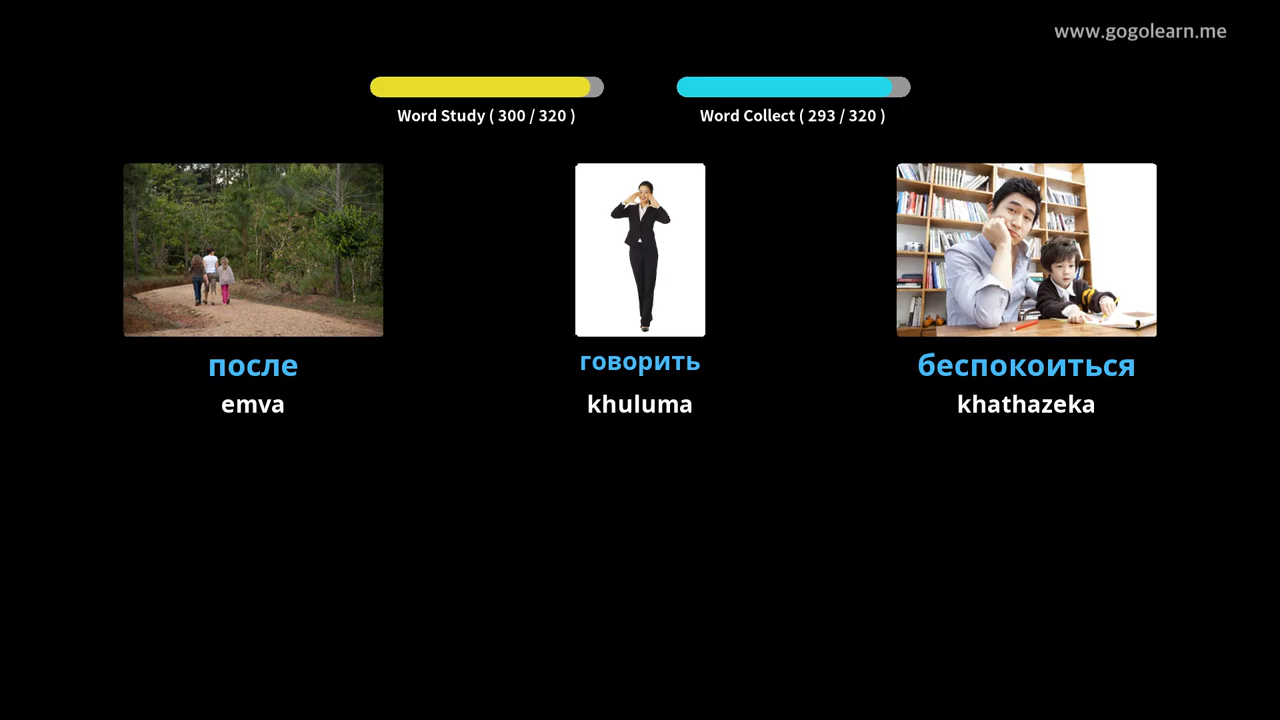 www.gogolearn.me
Word Study ( 300 / 320 )
Word Collect ( 293 / 320 )
после
говорить
беспокоиться
emva
khuluma
khathazeka